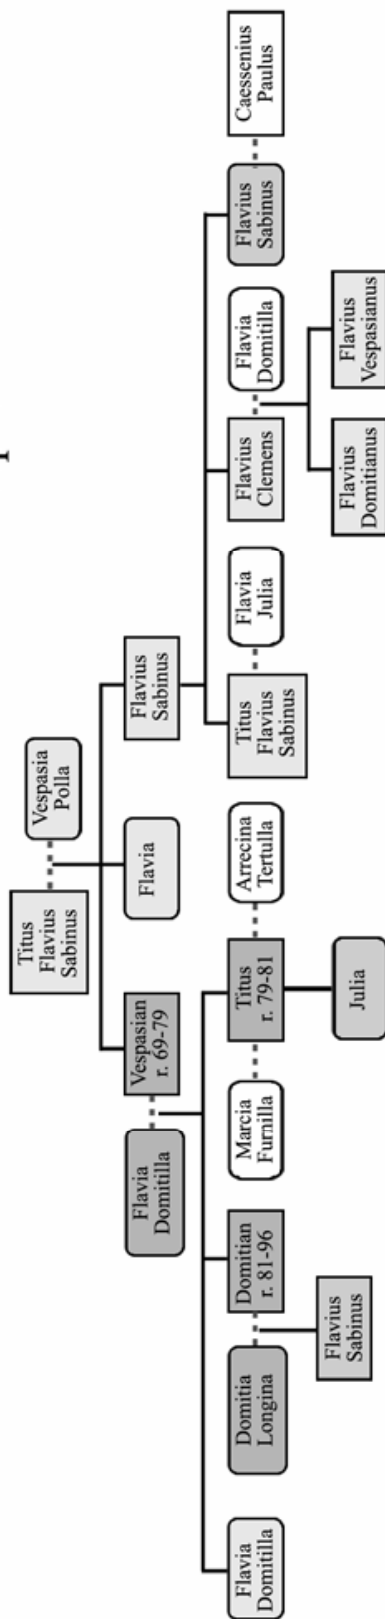 Titus
Flavius
Sabinus
Vespasia
Polla
Flavia
Domitilla
Vespasian
r. 69-79
Flavia
Flavius
Sabinus
Flavia
Domitilla
Domitia
Longina
Domitian
r. 81-96
Marcia
Furnilla
Titus
r. 79-81
Arrecina
Tertulla
Titus
Flavius
Sabinus
Flavia
Julia
Flavius
Clemens
Flavia
Domitilla
Flavius
Sabinus
Caessenius
Paulus
Flavius
Sabinus
Julia
Flavius
Domitianus
Flavius
Vespasianus